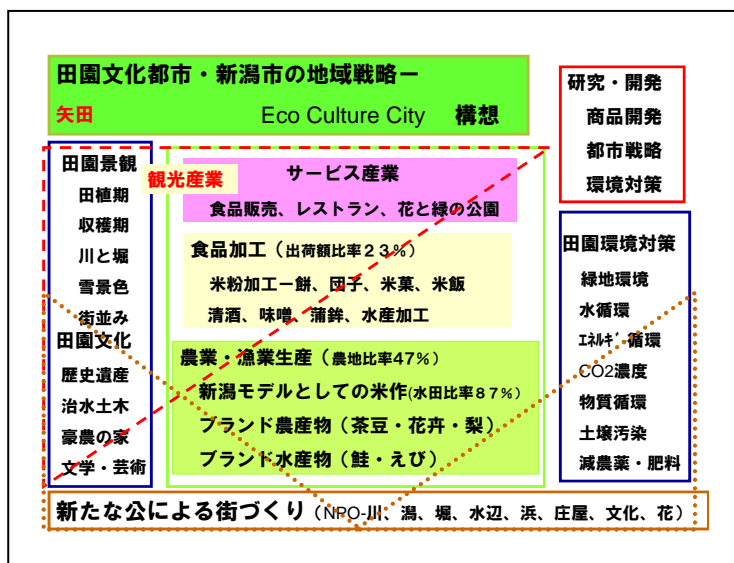 田園文化都市・新潟市の地域戦略ー
矢田 Eco Culture City 構想
研究・開発
商品開発
都市戦略
環境対策
田園景観
田植期
収穫期
川と堀
雪景色
街並み
田園文化
歴史遺産
治水土木
豪農の家
文学・芸術
観光産業
サービス産業
食品販売、レストラン、花と緑の公園
食品加工（出荷額比率２３%）
米粉加工ー餅、団子、米菓、米飯
清酒、味噌、蒲鉾、水産加工
農業・漁業生産（農地比率47%）
新潟モデルとしての米作(水田比率８７%）
ブランド農産物（茶豆・花卉・梨）
ブランド水産物（鮭・えび）
田園環境対策
緑地環境
水循環
ｴﾈﾙｷﾞ-循環
CO2濃度
物質循環
土壌汚染
減農薬・肥料
新たな公による街づくり（NPO-川、潟、堀、水辺、浜、庄屋、文化、花）